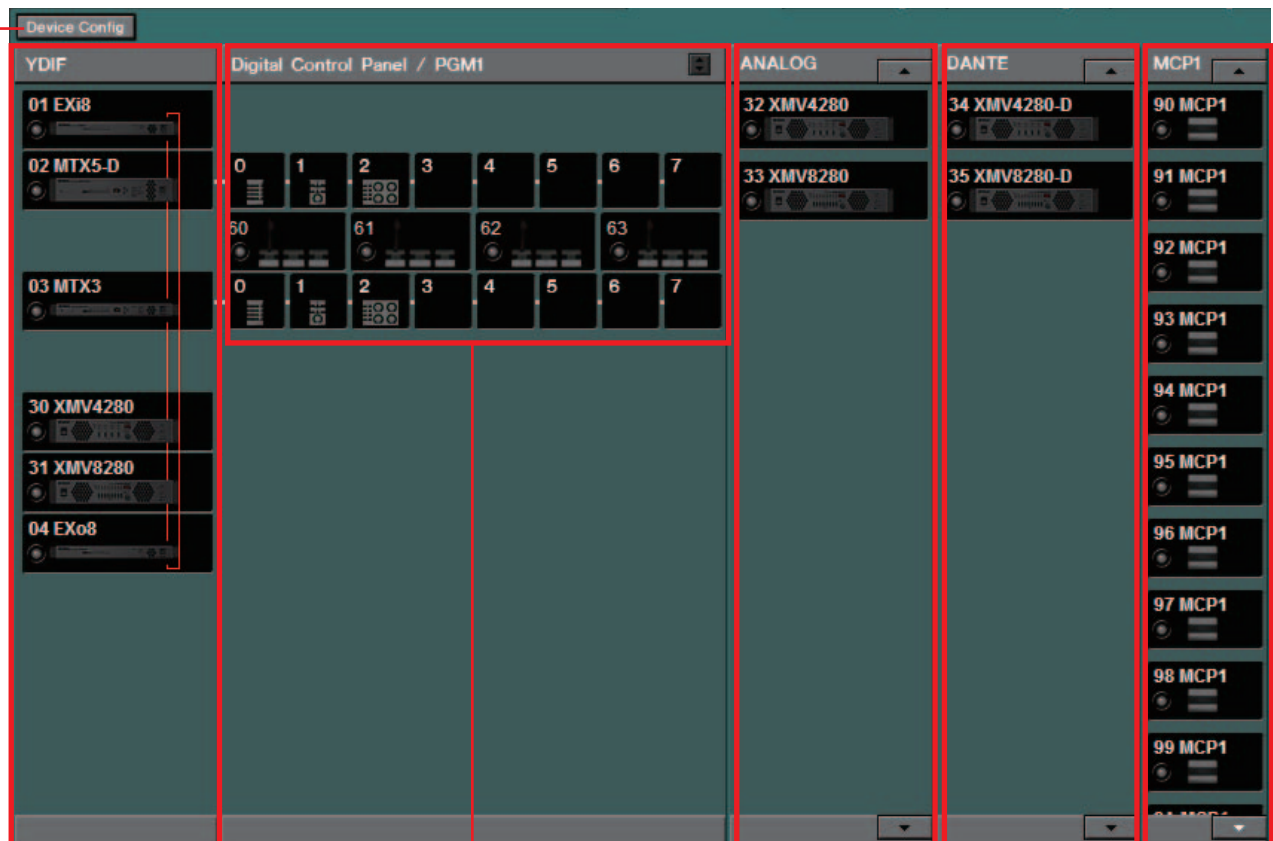 Device Config
YDIF
Digital Control Panel / PGM1
ANALOG
DANTE
MCP1
01 EXi8
02 MTX5-D
03 MTX3
30 XMV4280
31 XMV8280
04 EXo8
0 1 2 3 4 5 6 7
60 61 62 63
0 1 2 3 4 5 6 7
32 XMV4280
33 XMV8280
34 XMV4280-D
35 XMV8280-D
90 MCP1
91 MCP1
92 MCP1
93 MCP1
94 MCP1
95 MCP1
96 MCP1
97 MCP1
98 MCP1
99 MCP1